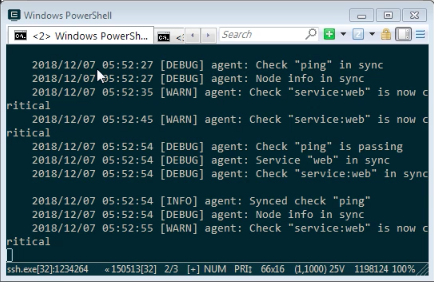 Windows PowerShell
<2> Windows PowerSh...
Search
2018/12/07 05:52:27 [DEBUG] agent: Check "ping" in sync
2018/12/07 05:52:27 [DEBUG] agent: Node info in sync
2018/12/07 05:52:35 [WARN] agent: Check "service:web" is now c
ritical
2018/12/07 05:52:45 [WARN] agent: Check "service:web" is now c
ritical
2018/12/07 05:52:54 [DEBUG] agent: Check "ping" is passing
2018/12/07 05:52:54 [DEBUG] agent: Service "web" in sync
2018/12/07 05:52:54 [DEBUG] agent: Check "service:web" in sync
2018/12/07 05:52:54 [INFO] agent: Synced check "ping"
2018/12/07 05:52:54 [DEBUG] agent: Node info in sync
2018/12/07 05:52:55 [WARN] agent: Check "service:web" is now c
ritical
ssh.exe[32]:1234264 «150513[32] 2/3 [+] NUM PRI‡ 66x16 (1,1000) 25V 1198124 100%